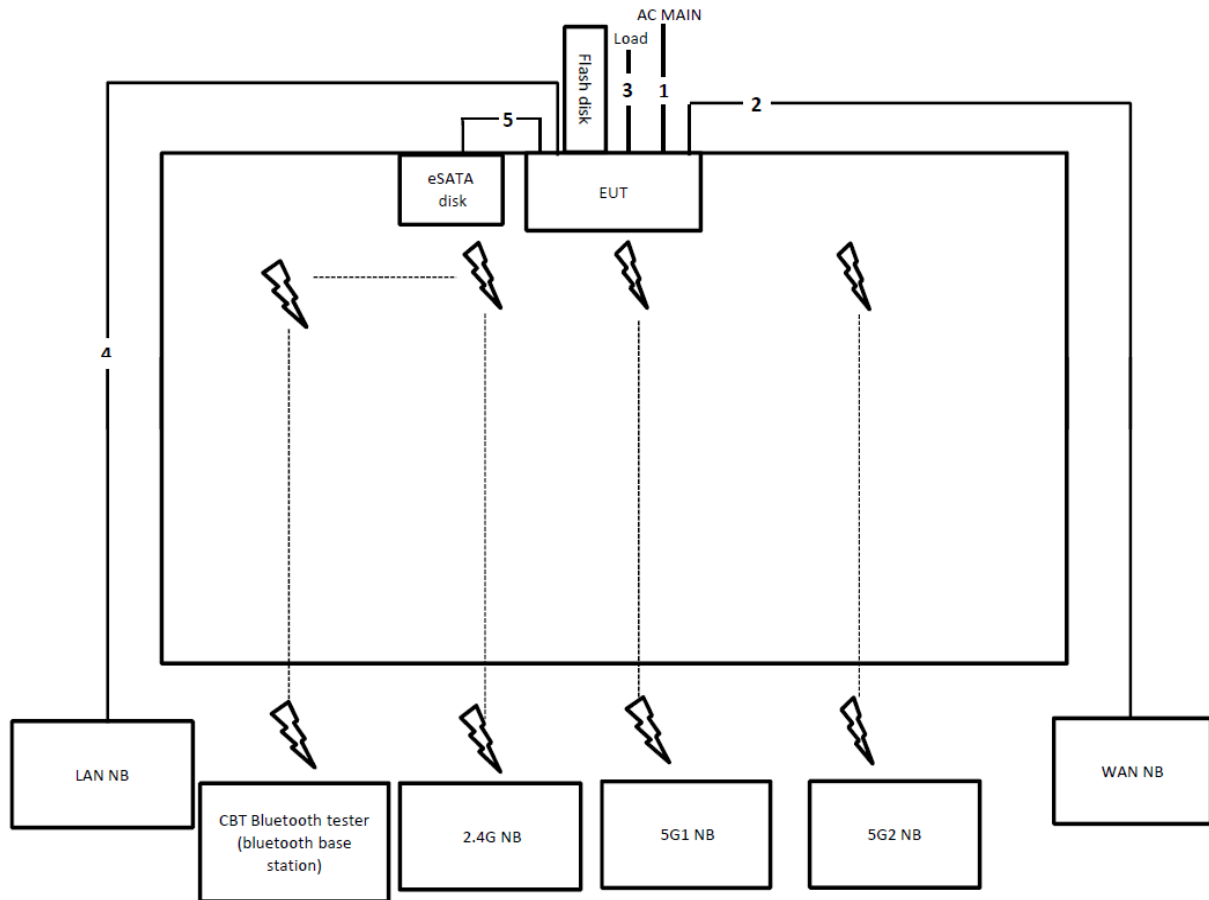 AC MAIN
Load
Flash disk
3
1
2
5
eSATA
disk
EUT
4
LAN NB
WAN NB
CBT Bluetooth tester
(bluetooth base
station)
2.4G NB
5G1 NB
5G2 NB